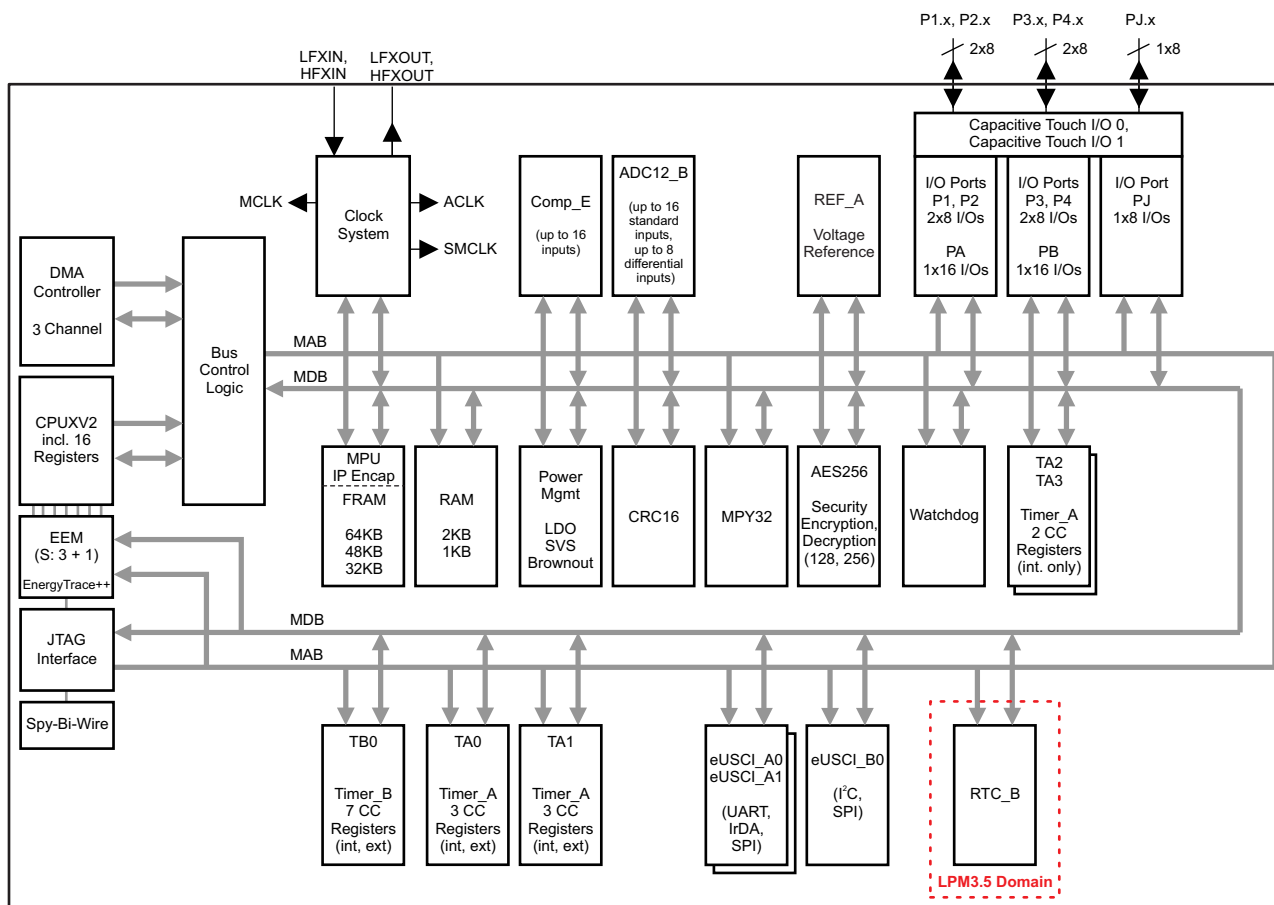 P1.x, P2.x
P3.x, P4.x
PJ.x
2x8
2x8
1x8
LFXIN,
HFXIN
LFXOUT,
HFXOUT
Capacitive Touch I/O 0,
Capacitive Touch I/O 1
MCLK
Clock
System
ACLK
SMCLK
Comp_E
(up to 16
inputs)
ADC12_B
(up to 16
standard
inputs,
up to 8
differential
inputs)
REF_A
Voltage
Reference
I/O Ports
P1, P2
2x8 I/Os
PA
1x16 I/Os
I/O Ports
P3, P4
2x8 I/Os
PB
1x16 I/Os
I/O Port
PJ
1x8 I/Os
DMA
Controller
3 Channel
Bus
Control
Logic
MAB
MDB
CPUXV2
incl. 16
Registers
MPU
IP Encap
FRAM
64KB
48KB
32KB
RAM
2KB
1KB
Power
Mgmt
LDO
SVS
Brownout
CRC16
MPY32
AES256
Security
Encryption,
Decryption
(128, 256)
Watchdog
TA2
TA3
Timer_A
2 CC
Registers
(int. only)
EEM
(S: 3 + 1)
EnergyTrace++
MDB
JTAG
Interface
MAB
Spy-Bi-Wire
TB0
Timer_B
7 CC
Registers
(int, ext)
TA0
Timer_A
3 CC
Registers
(int, ext)
TA1
Timer_A
3 CC
Registers
(int, ext)
eUSCI_A0
eUSCI_A1
(UART,
IrDA,
SPI)
eUSCI_B0
(I²C,
SPI)
RTC_B
LPM3.5 Domain